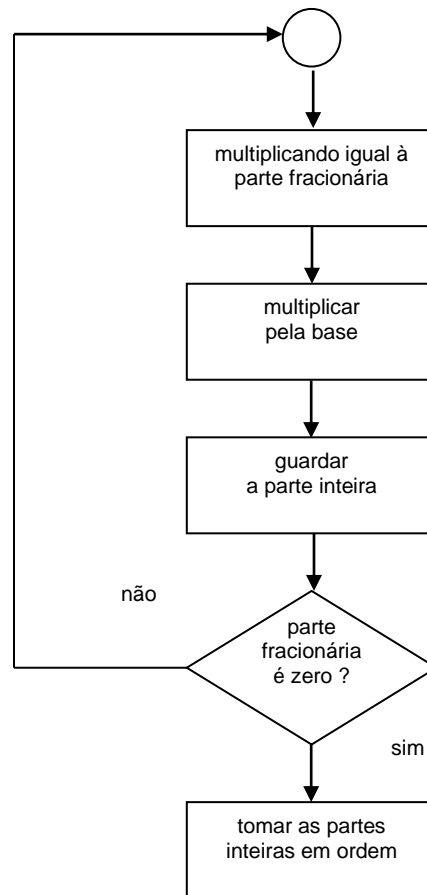 multiplicando igual à
parte fracionária
multiplicar
pela base
guardar
a parte inteira
não
parte
fracionária
é zero ?
sim
tomar as partes
inteiras em ordem